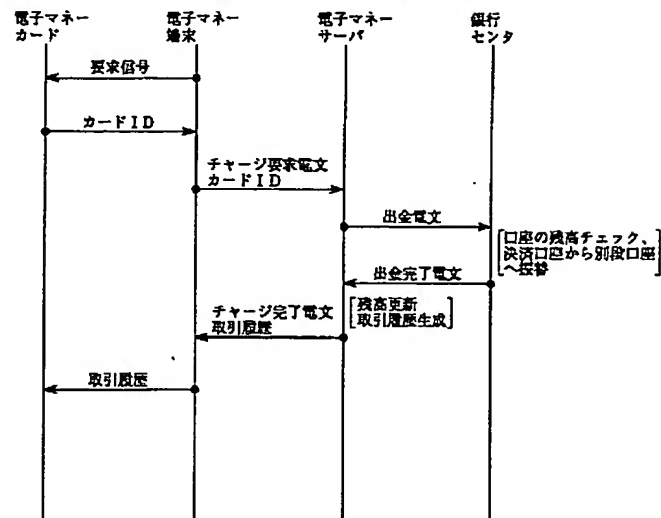 電子マネー
カード
電子マネー
端末
電子マネー
サーバ
銀行
センタ
要求信号
カードID
チャージ要求電文
カードID
出金電文
口座の残高チェック、
決済口座から別段口座
へ振替
出金完了電文
チャージ完了電文
取引履歴
残高更新
取引履歴生成
取引履歴